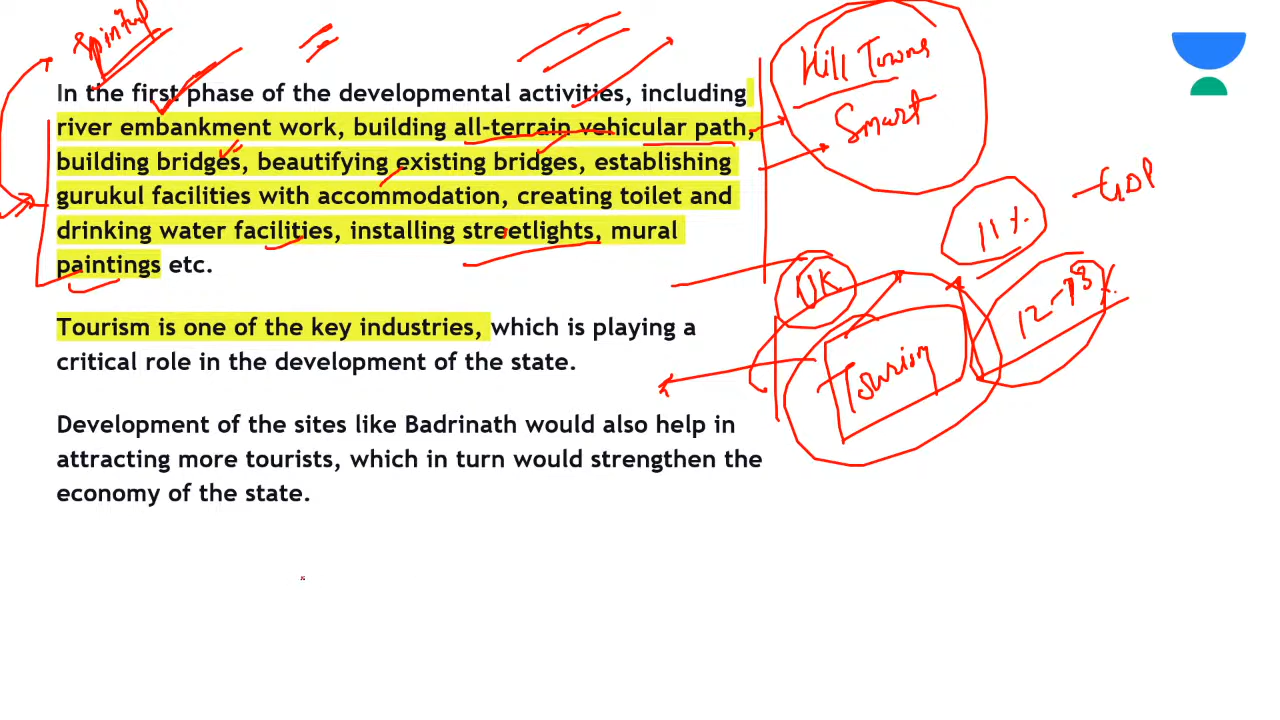 Spiritual
Hill Towns
Smart
In the first phase of the developmental activities, including
river embankment work, building all-terrain vehicular path,
building bridges, beautifying existing bridges, establishing
gurukul facilities with accommodation, creating toilet and
drinking water facilities, installing streetlights, mural
paintings etc.
11%
GDP
UK
12-13%
Tourism
Tourism is one of the key industries, which is playing a
critical role in the development of the state.
Development of the sites like Badrinath would also help in
attracting more tourists, which in turn would strengthen the
economy of the state.